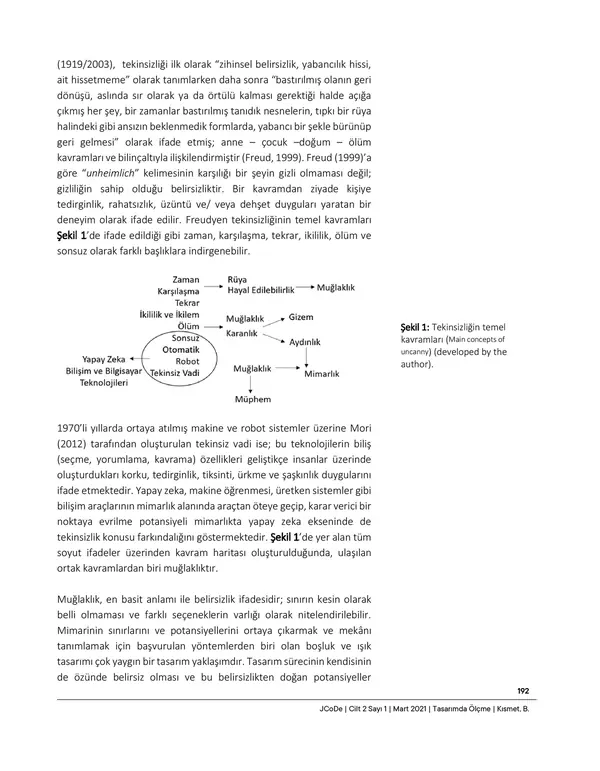 (1919/2003), tekinsizliği ilk olarak “zihinsel belirsizlik, yabancılık hissi,
ait hissetmeme” olarak tanımlarken daha sonra “bastırılmış olanın geri
dönüşü, aslında sır olarak ya da örtülü kalması gerektiği halde açığa
çıkmış her şey, bir zamanlar bastırılmış tanıdık nesnelerin, tıpkı bir rüya
halindeki gibi ansızın beklenmedik formlarda, yabancı bir şekle bürünüp
geri gelmesi” olarak ifade etmiş; anne – çocuk –doğum – ölüm
kavramları ve bilinçaltıyla ilişkilendirmiştir (Freud, 1999). Freud (1999)’a
göre “unheimlich” kelimesinin karşılığı bir şeyin gizli olmaması değil;
gizliliğin sahip olduğu belirsizliktir. Bir kavramdan ziyade kişiye
tedirginlik, rahatsızlık, üzüntü ve/ veya dehşet duyguları yaratan bir
deneyim olarak ifade edilir. Freudyen tekinsizliğinin temel kavramları
Şekil 1’de ifade edildiği gibi zaman, karşılaşma, tekrar, ikililik, ölüm ve
sonsuz olarak farklı başlıklara indirgenebilir.
Zaman
Karşılaşma
Tekrar
İkililik ve İkilem
Ölüm
Sonsuz
Otomatik
Robot
Tekinsiz Vadi
Yapay Zeka
Bilişim ve Bilgisayar
Teknolojileri
Rüya
Hayal Edilebilirlik
Muğlaklık
Muğlaklık
Karanlık
Gizem
Aydınlık
Muğlaklık
Mimarlık
Müphem
Şekil 1: Tekinsizliğin temel
kavramları (Main concepts of
uncanny) (developed by the
author).
1970’li yıllarda ortaya atılmış makine ve robot sistemler üzerine Mori
(2012) tarafından oluşturulan tekinsiz vadi ise; bu teknolojilerin biliş
(seçme, yorumlama, kavrama) özellikleri geliştikçe insanlar üzerinde
oluşturdukları korku, tedirginlik, tiksinti, ürkme ve şaşkınlık duygularını
ifade etmektedir. Yapay zeka, makine öğrenmesi, üretken sistemler gibi
bilişim araçlarının mimarlık alanında araçtan öteye geçip, karar verici bir
noktaya evrilme potansiyeli mimarlıkta yapay zeka ekseninde de
tekinsizlik konusu farkındalığını göstermektedir. Şekil 1’de yer alan tüm
soyut ifadeler üzerinden kavram haritası oluşturulduğunda, ulaşılan
ortak kavramlardan biri muğlaklıktır.
Muğlaklık, en basit anlamı ile belirsizlik ifadesidir; sınırın kesin olarak
belli olmaması ve farklı seçeneklerin varlığı olarak nitelendirilebilir.
Mimarinin sınırlarını ve potansiyellerini ortaya çıkarmak ve mekânı
tanımlamak için başvurulan yöntemlerden biri olan boşluk ve ışık
tasarımı çok yaygın bir tasarım yaklaşımdır. Tasarım sürecinin kendisinin
de özünde belirsiz olması ve bu belirsizlikten doğan potansiyeller
192
JCoDe | Cilt 2 Sayı 1 | Mart 2021 | Tasarımda Ölçme | Kısmet, B.